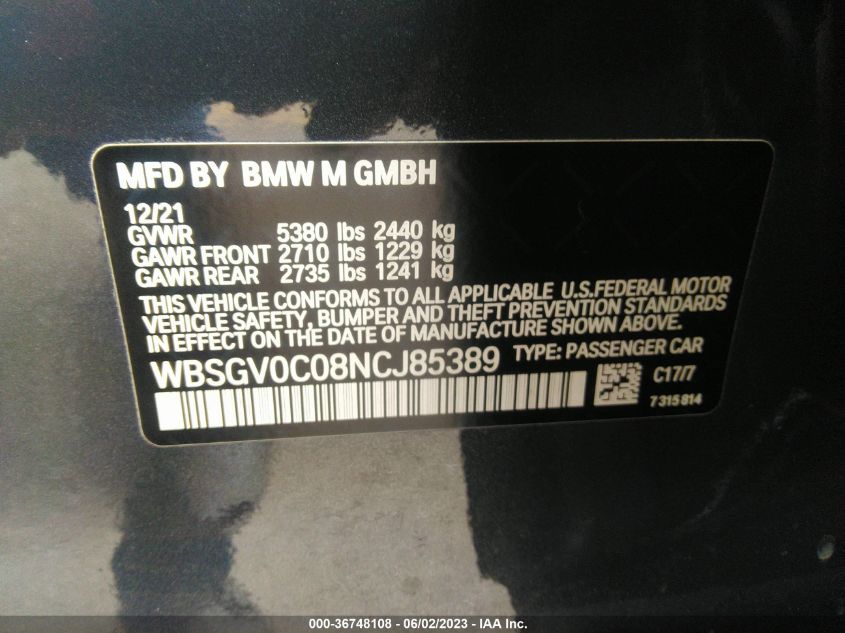 MFD BY BMW M GMBH
12/21
GVWR 5380 lbs 2440 kg
GAWR FRONT 2710 lbs 1229 kg
GAWR REAR 2735 lbs 1241 kg
THIS VEHICLE CONFORMS TO ALL APPLICABLE U.S.FEDERAL MOTOR
VEHICLE SAFETY, BUMPER AND THEFT PREVENTION STANDARDS
IN EFFECT ON THE DATE OF MANUFACTURE SHOWN ABOVE.
WBSGV0C08NCJ85389 TYPE: PASSENGER CAR
C17/7
7315814
000-36748108 - 06/02/2023 - IAA Inc.